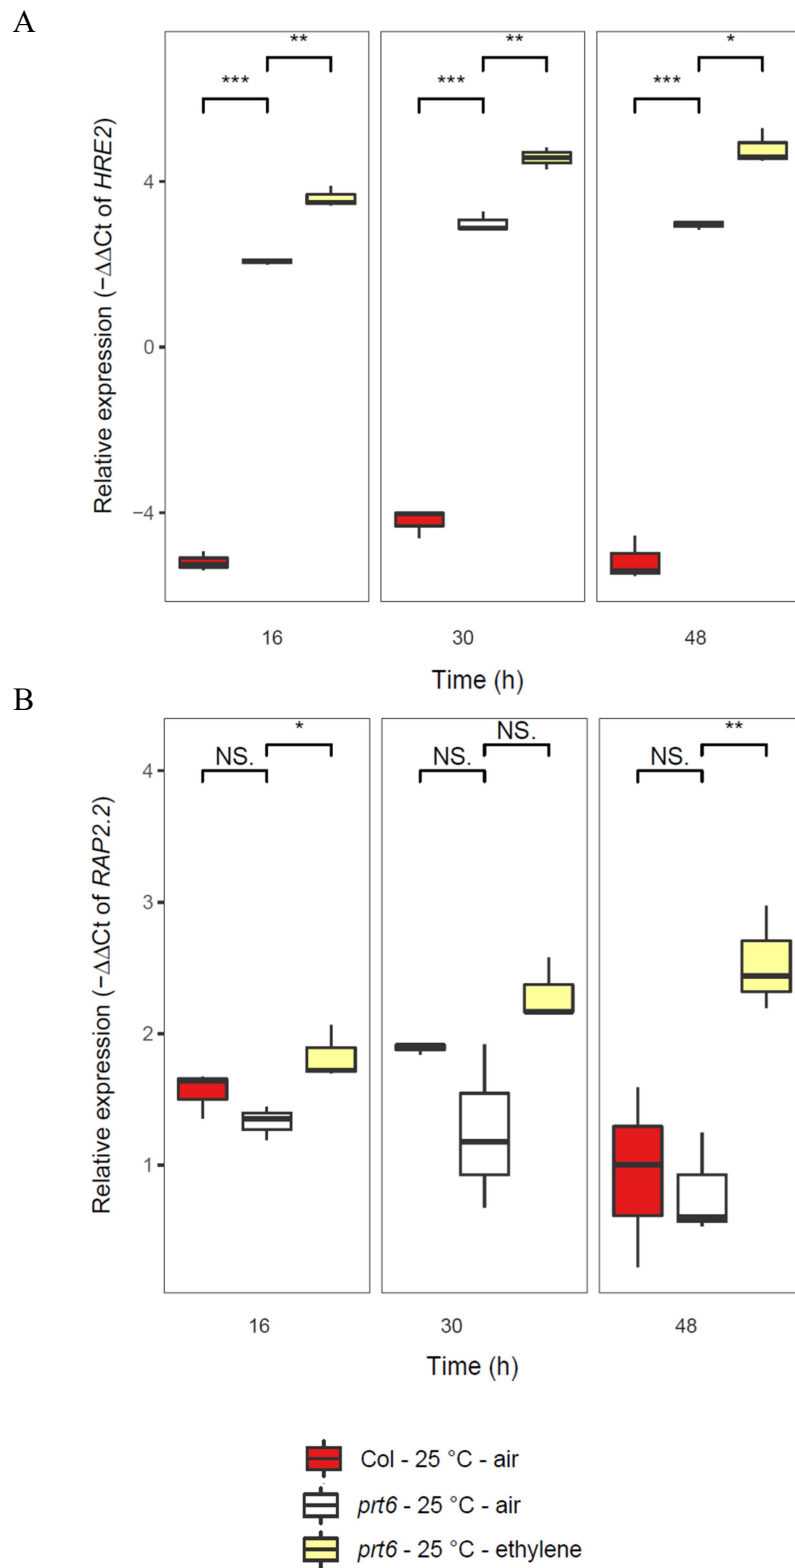 A
** ** *
*** *** ***
Relative expression (−ΔΔCt of HRE2)
4
0
−4
16 30 48
Time (h)
B
* NS. **
NS. NS. NS.
Relative expression (−ΔΔCt of RAP2.2)
4
3
2
1
16 30 48
Time (h)
Col - 25 °C - air
prt6 - 25 °C - air
prt6 - 25 °C - ethylene